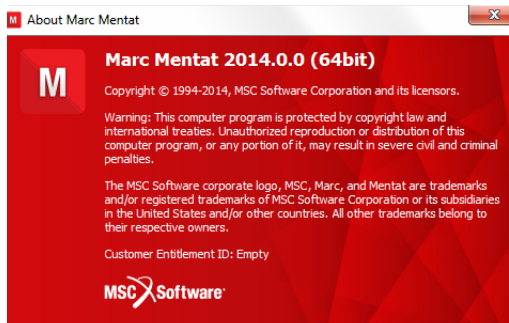 M About Marc Mentat
x
M
Marc Mentat 2014.0.0 (64bit)
Copyright © 1994-2014, MSC Software Corporation and its licensors.
Warning: This computer program is protected by copyright law and
international treaties. Unauthorized reproduction or distribution of this
computer program, or any portion of it, may result in severe civil and criminal
penalties.
The MSC Software corporate logo, MSC, Marc, and Mentat are trademarks
and/or registered trademarks of MSC Software Corporation or its subsidiaries
in the United States and/or other countries. All other trademarks belong to
their respective owners.
Customer Entitlement ID: Empty
MSC Software